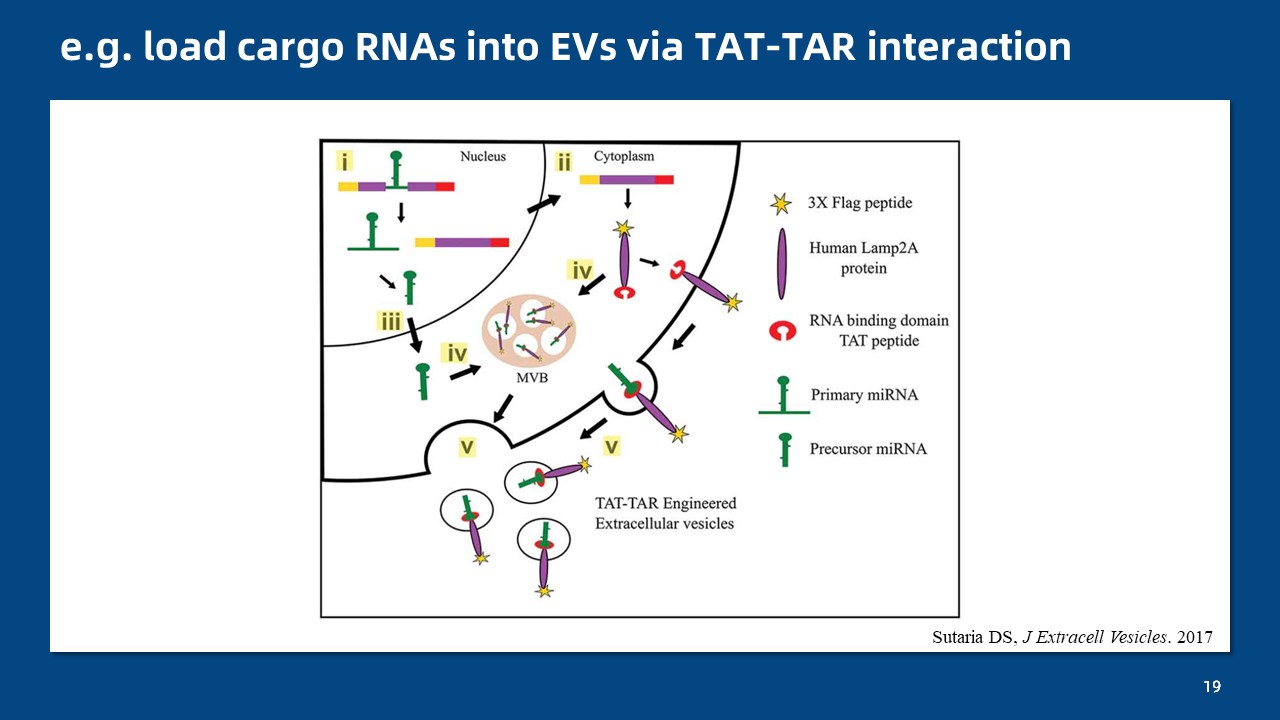 e.g. load cargo RNAs into EVs via TAT-TAR interaction
i
Nucleus
ii
Cytoplasm
iv
iii
iv
MVB
v
v
TAT-TAR Engineered
Extracellular vesicles
3X Flag peptide
Human Lamp2A
protein
RNA binding domain
TAT peptide
Primary miRNA
Precursor miRNA
Sutaria DS, J Extracell Vesicles. 2017
19